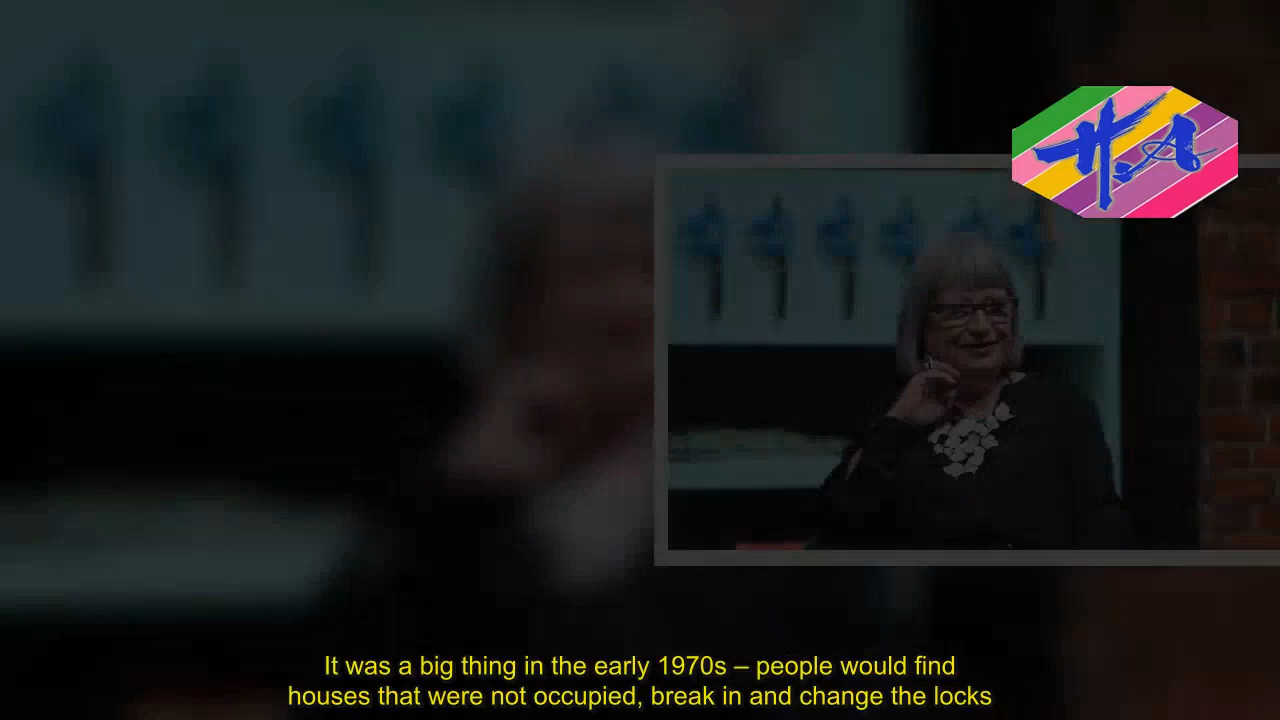 H.A
It was a big thing in the early 1970s – people would find
houses that were not occupied, break in and change the locks